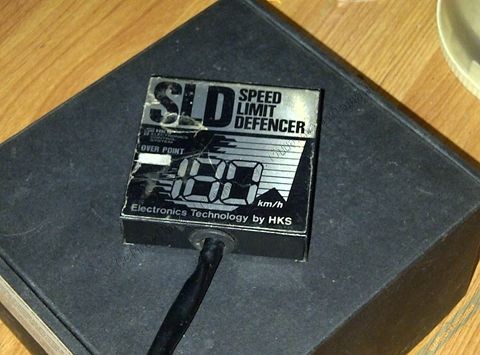 SLD SPEED
LIMIT
DEFENCER
OVER POINT
180 km/h
Electronics Technology by HKS